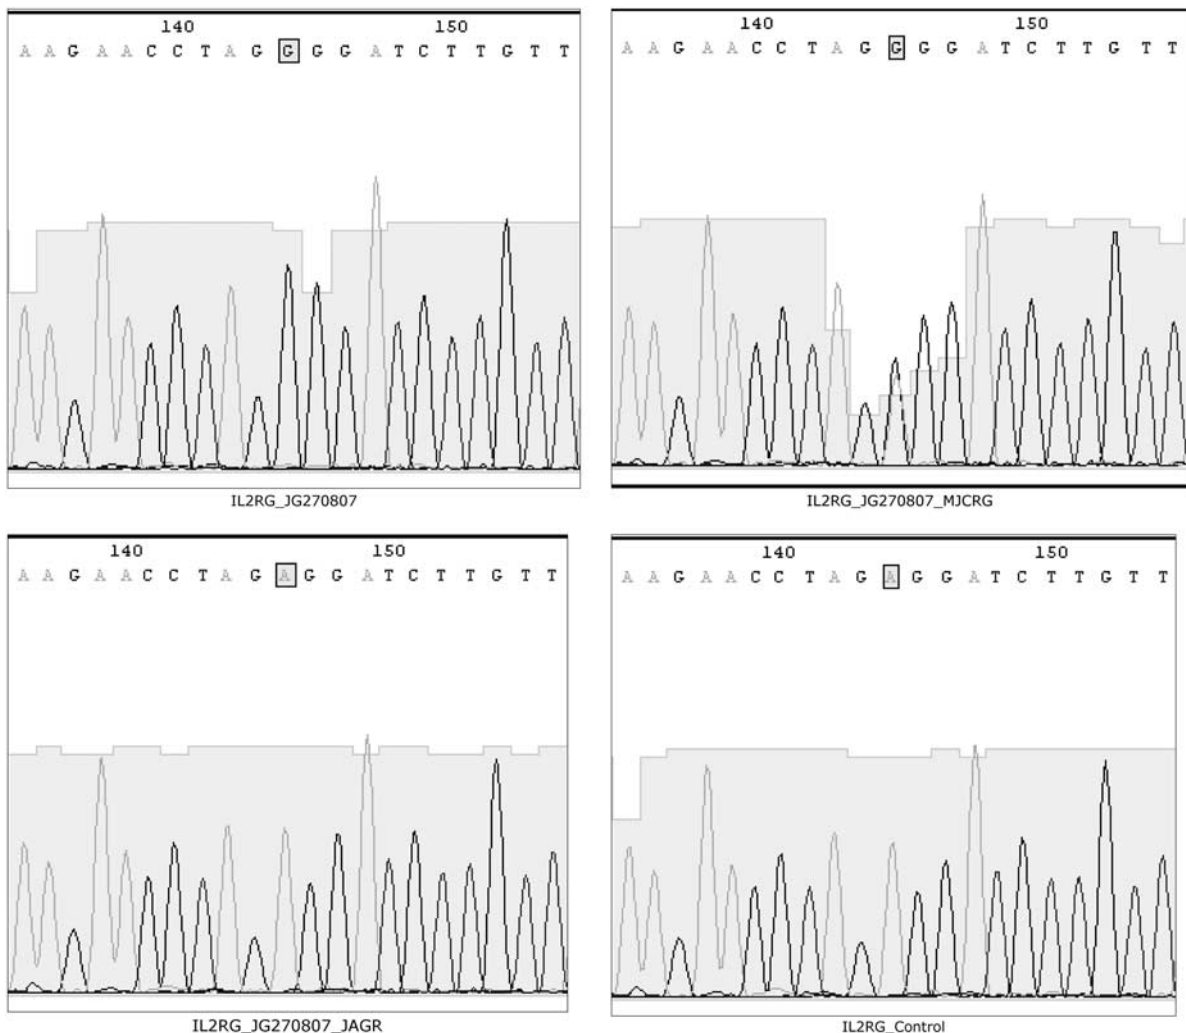 140 150
A A G A A C C T A G G G G A T C T T G T T
IL2RG_JG270807
140 150
A A G A A C C T A G G G G A T C T T G T T
IL2RG_JG270807_MJCRG
140 150
A A G A A C C T A G A G G A T C T T G T T
IL2RG_JG270807_JAGR
140 150
A A G A A C C T A G A G G A T C T T G T T
IL2RG_Control